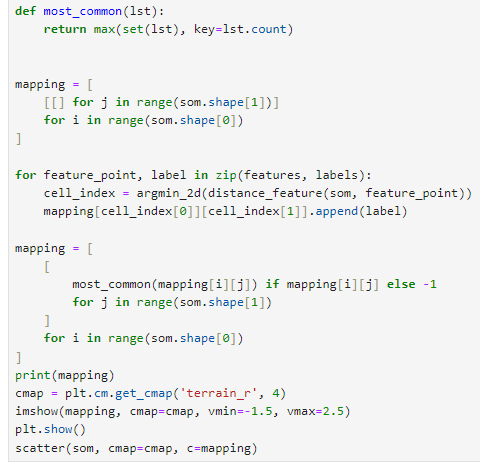 def most_common(lst):
    return max(set(lst), key=lst.count)


mapping = [
    [[] for j in range(som.shape[1])]
    for i in range(som.shape[0])
]

for feature_point, label in zip(features, labels):
    cell_index = argmin_2d(distance_feature(som, feature_point))
    mapping[cell_index[0]][cell_index[1]].append(label)

mapping = [
    [
        most_common(mapping[i][j]) if mapping[i][j] else -1
        for j in range(som.shape[1])
    ]
    for i in range(som.shape[0])
]
print(mapping)
cmap = plt.cm.get_cmap('terrain_r', 4)
imshow(mapping, cmap=cmap, vmin=-1.5, vmax=2.5)
plt.show()
scatter(som, cmap=cmap, c=mapping)